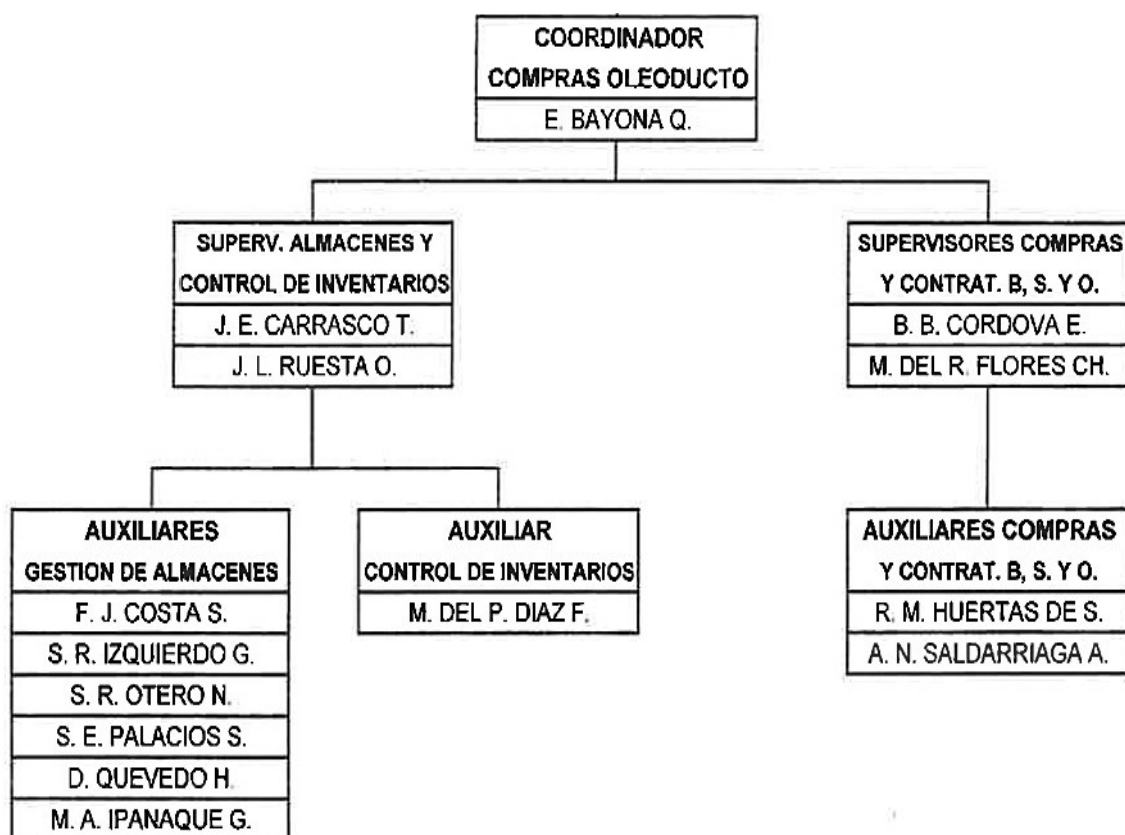 COORDINADOR
COMPRAS OLEODUCTO
E. BAYONA Q.
SUPERV. ALMACENES Y
CONTROL DE INVENTARIOS
J. E. CARRASCO T.
J. L. RUESTA O.
SUPERVISORES COMPRAS
Y CONTRAT. B, S. Y O.
B. B. CORDOVA E.
M. DEL R. FLORES CH.
AUXILIARES
GESTION DE ALMACENES
F. J. COSTA S.
S. R. IZQUIERDO G.
S. R. OTERO N.
S. E. PALACIOS S.
D. QUEVEDO H.
M. A. IPANAQUE G.
AUXILIAR
CONTROL DE INVENTARIOS
M. DEL P. DIAZ F.
AUXILIARES COMPRAS
Y CONTRAT. B, S. Y O.
R. M. HUERTAS DE S.
A. N. SALDARRIAGA A.